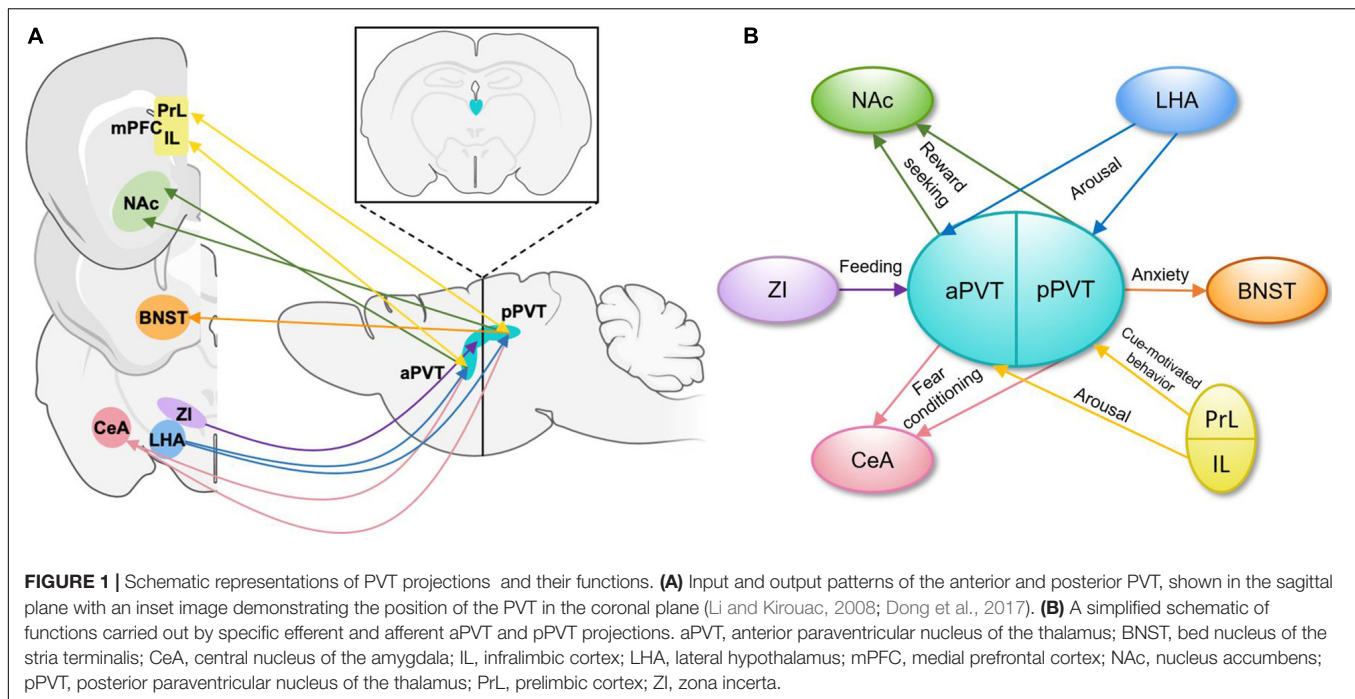 A
PrL
mPFC
IL
NAc
BNST
ZI
CeA
LHA
pPVT
aPVT
B
NAc
LHA
Reward
seeking
Arousal
ZI
Feeding
aPVT
pPVT
Anxiety
BNST
Fear
conditioning
Cue-motivated
behavior
Arousal
PrL
IL
CeA
FIGURE 1 | Schematic representations of PVT projections and their functions. (A) Input and output patterns of the anterior and posterior PVT, shown in the sagittal
plane with an inset image demonstrating the position of the PVT in the coronal plane (Li and Kirouac, 2008; Dong et al., 2017). (B) A simplified schematic of
functions carried out by specific efferent and afferent aPVT and pPVT projections. aPVT, anterior paraventricular nucleus of the thalamus; BNST, bed nucleus of the
stria terminalis; CeA, central nucleus of the amygdala; IL, infralimbic cortex; LHA, lateral hypothalamus; mPFC, medial prefrontal cortex; NAc, nucleus accumbens;
pPVT, posterior paraventricular nucleus of the thalamus; PrL, prelimbic cortex; ZI, zona incerta.